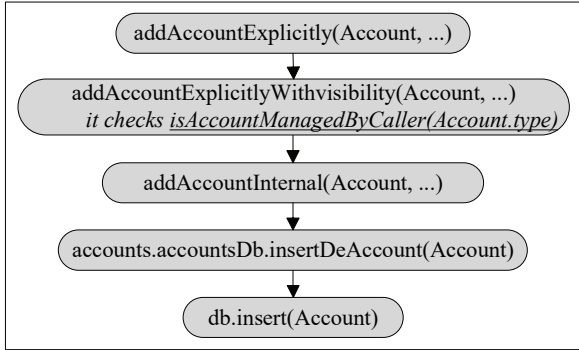 addAccountExplicitly(Account, ...)
addAccountExplicitlyWithvisibility(Account, ...)
it checks isAccountManagedByCaller(Account.type)
addAccountInternal(Account, ...)
accounts.accountsDb.insertDeAccount(Account)
db.insert(Account)